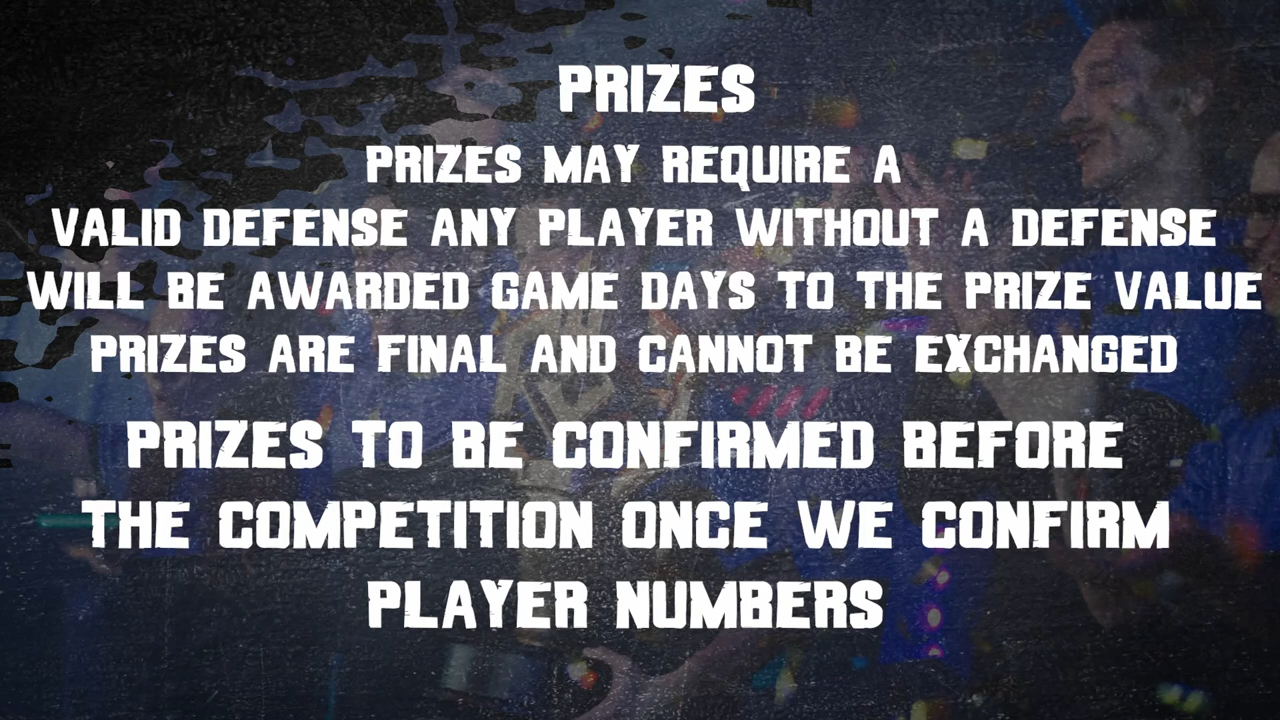 PRIZES
PRIZES MAY REQUIRE A
VALID DEFENSE ANY PLAYER WITHOUT A DEFENSE
WILL BE AWARDED GAME DAYS TO THE PRIZE VALUE
PRIZES ARE FINAL AND CANNOT BE EXCHANGED
PRIZES TO BE CONFIRMED BEFORE
THE COMPETITION ONCE WE CONFIRM
PLAYER NUMBERS